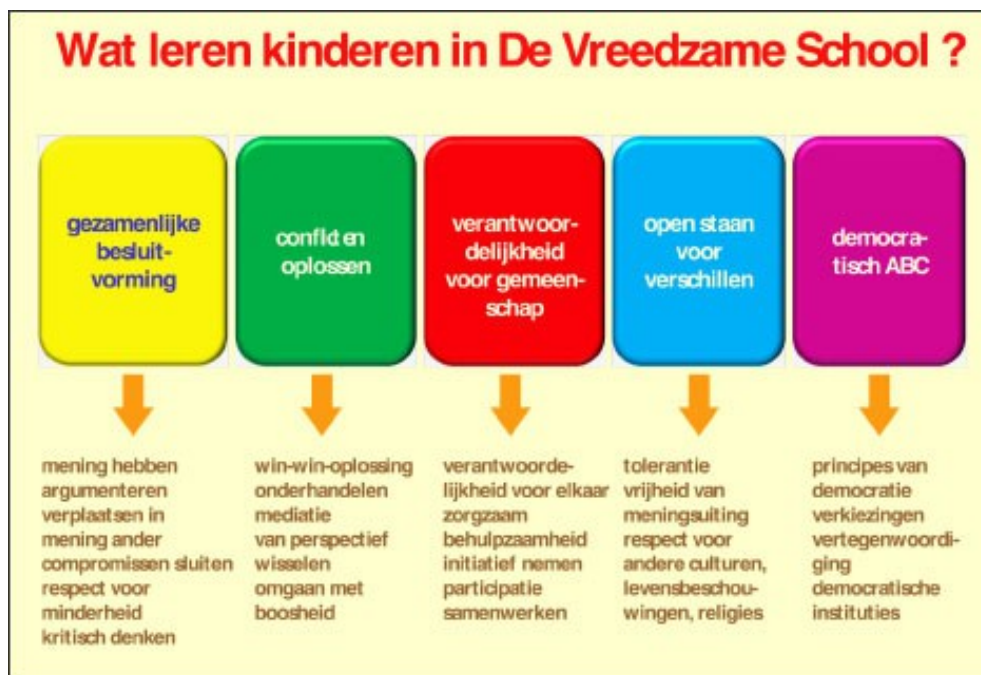 Wat leren kinderen in De Vreedzame School ?
gezamenlijke
besluit-
vorming
conflicten
oplossen
verantwoor-
delijkheid
voor gemeen-
schap
open staan
voor
verschillen
democra-
tisch ABC
mening hebben
argumenteren
verplaatsen in
mening ander
compromissen sluiten
respect voor
minderheid
kritisch denken
win-win-oplossing
onderhandelen
mediatie
van perspectief
wisselen
omgaan met
boosheid
verantwoorde-
lijkheid voor elkaar
zorgzaam
behulpzaamheid
initiatief nemen
participatie
samenwerken
tolerantie
vrijheid van
meningsuiting
respect voor
andere culturen,
levensbeschou-
wingen, religies
principes van
democratie
verkiezingen
vertegenwoordi-
ging
democratische
instituties